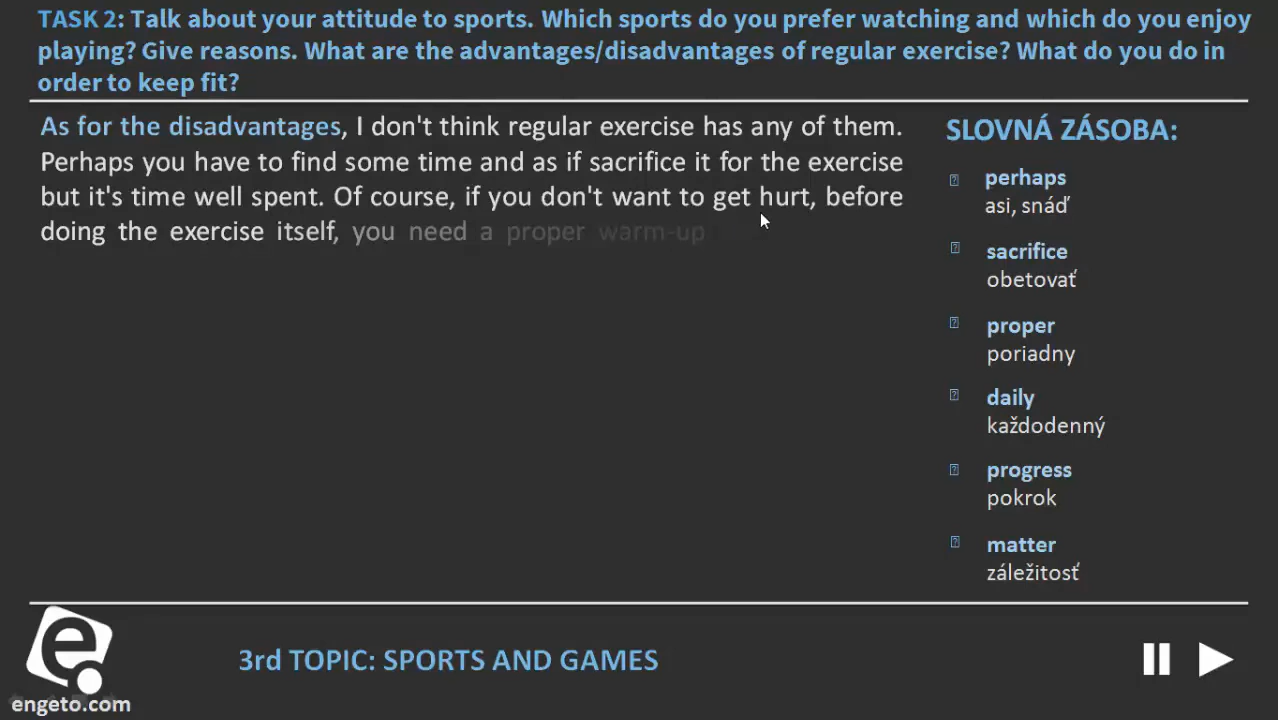 TASK 2: Talk about your attitude to sports. Which sports do you prefer watching and which do you enjoy
playing? Give reasons. What are the advantages/disadvantages of regular exercise? What do you do in
order to keep fit?
As for the disadvantages, I don't think regular exercise has any of them.
Perhaps you have to find some time and as if sacrifice it for the exercise
but it's time well spent. Of course, if you don't want to get hurt, before
doing the exercise itself, you need a proper warm-up
SLOVNÁ ZÁSOBA:
perhaps
asi, snáď
sacrifice
obetovať
proper
poriadny
daily
každodenný
progress
pokrok
matter
záležitosť
e
engeto.com
3rd TOPIC: SPORTS AND GAMES